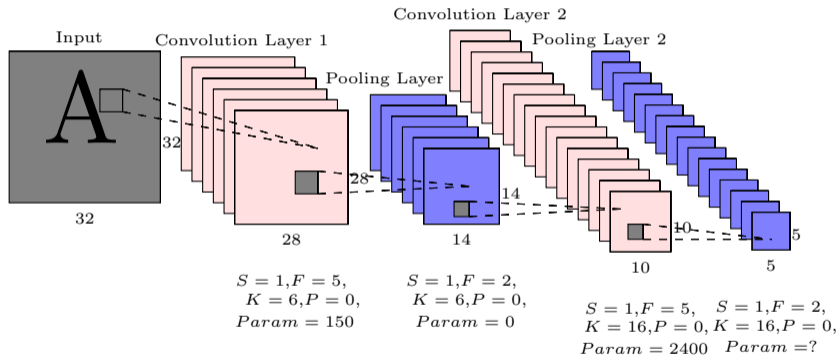 Input
Convolution Layer 1
Pooling Layer
Convolution Layer 2
Pooling Layer 2
A
32
32
28
28
14
14
10
10
5
5
S = 1,F = 5,
K = 6,P = 0,
Param = 150
S = 1,F = 2,
K = 6,P = 0,
Param = 0
S = 1,F = 5,
K = 16,P = 0,
Param = 2400
S = 1,F = 2,
K = 16,P = 0,
Param =?